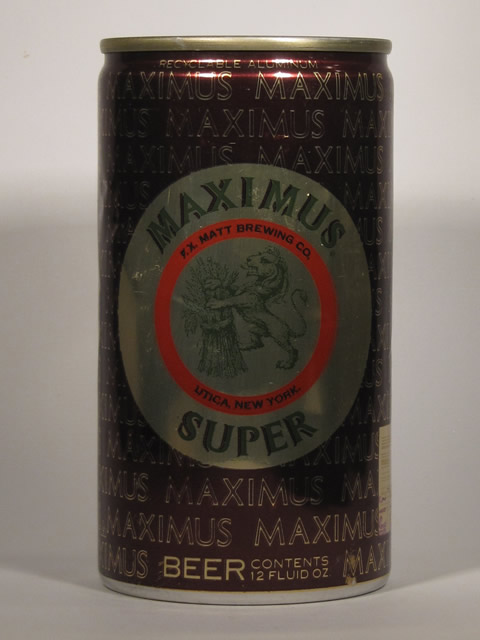 RECYCLABLE ALUMINUM
MAXIMUS MAXIMUS
MAXIMUS
MAXIMUS
MAXIMUS
F.X. MATT BREWING CO.
UTICA, NEW YORK.
SUPER
MAXIMUS
MAXIMUS MAXIMUS
BEER CONTENTS
12 FLUID OZ